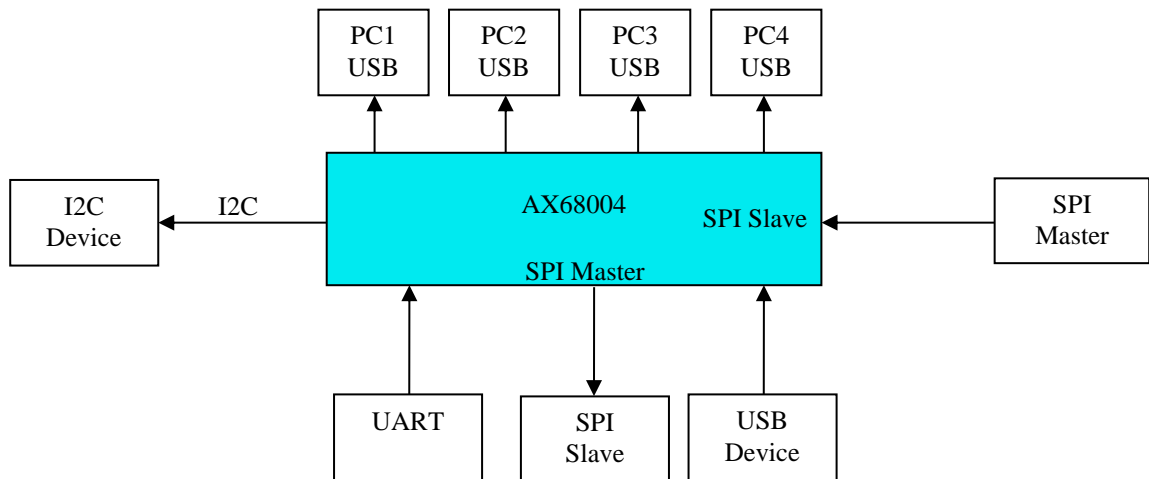 PC1
USB
PC2
USB
PC3
USB
PC4
USB
I2C
Device
I2C
AX68004
SPI Slave
SPI Master
SPI
Master
UART
SPI
Slave
USB
Device